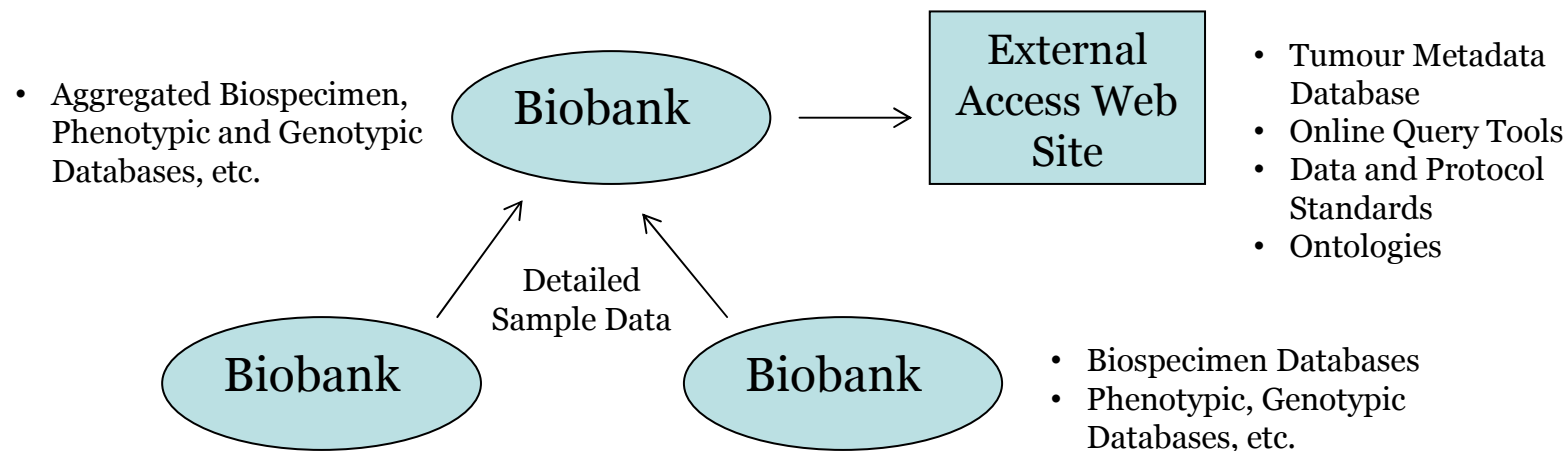 • Aggregated Biospecimen,
Phenotypic and Genotypic
Databases, etc.
Biobank
External
Access Web
Site
• Tumour Metadata
Database
• Online Query Tools
• Data and Protocol
Standards
• Ontologies
Detailed
Sample Data
Biobank
Biobank
• Biospecimen Databases
• Phenotypic, Genotypic
Databases, etc.